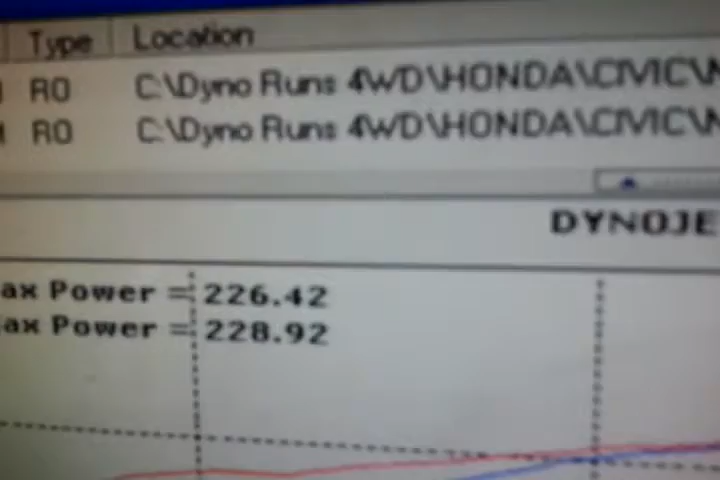 Type Location
RO C:\Dyno Runs 4WD\HONDA\CIVIC\
RO C:\Dyno Runs 4WD\HONDA\CIVIC\
DYNOJE
ax Power = 226.42
ax Power = 228.92